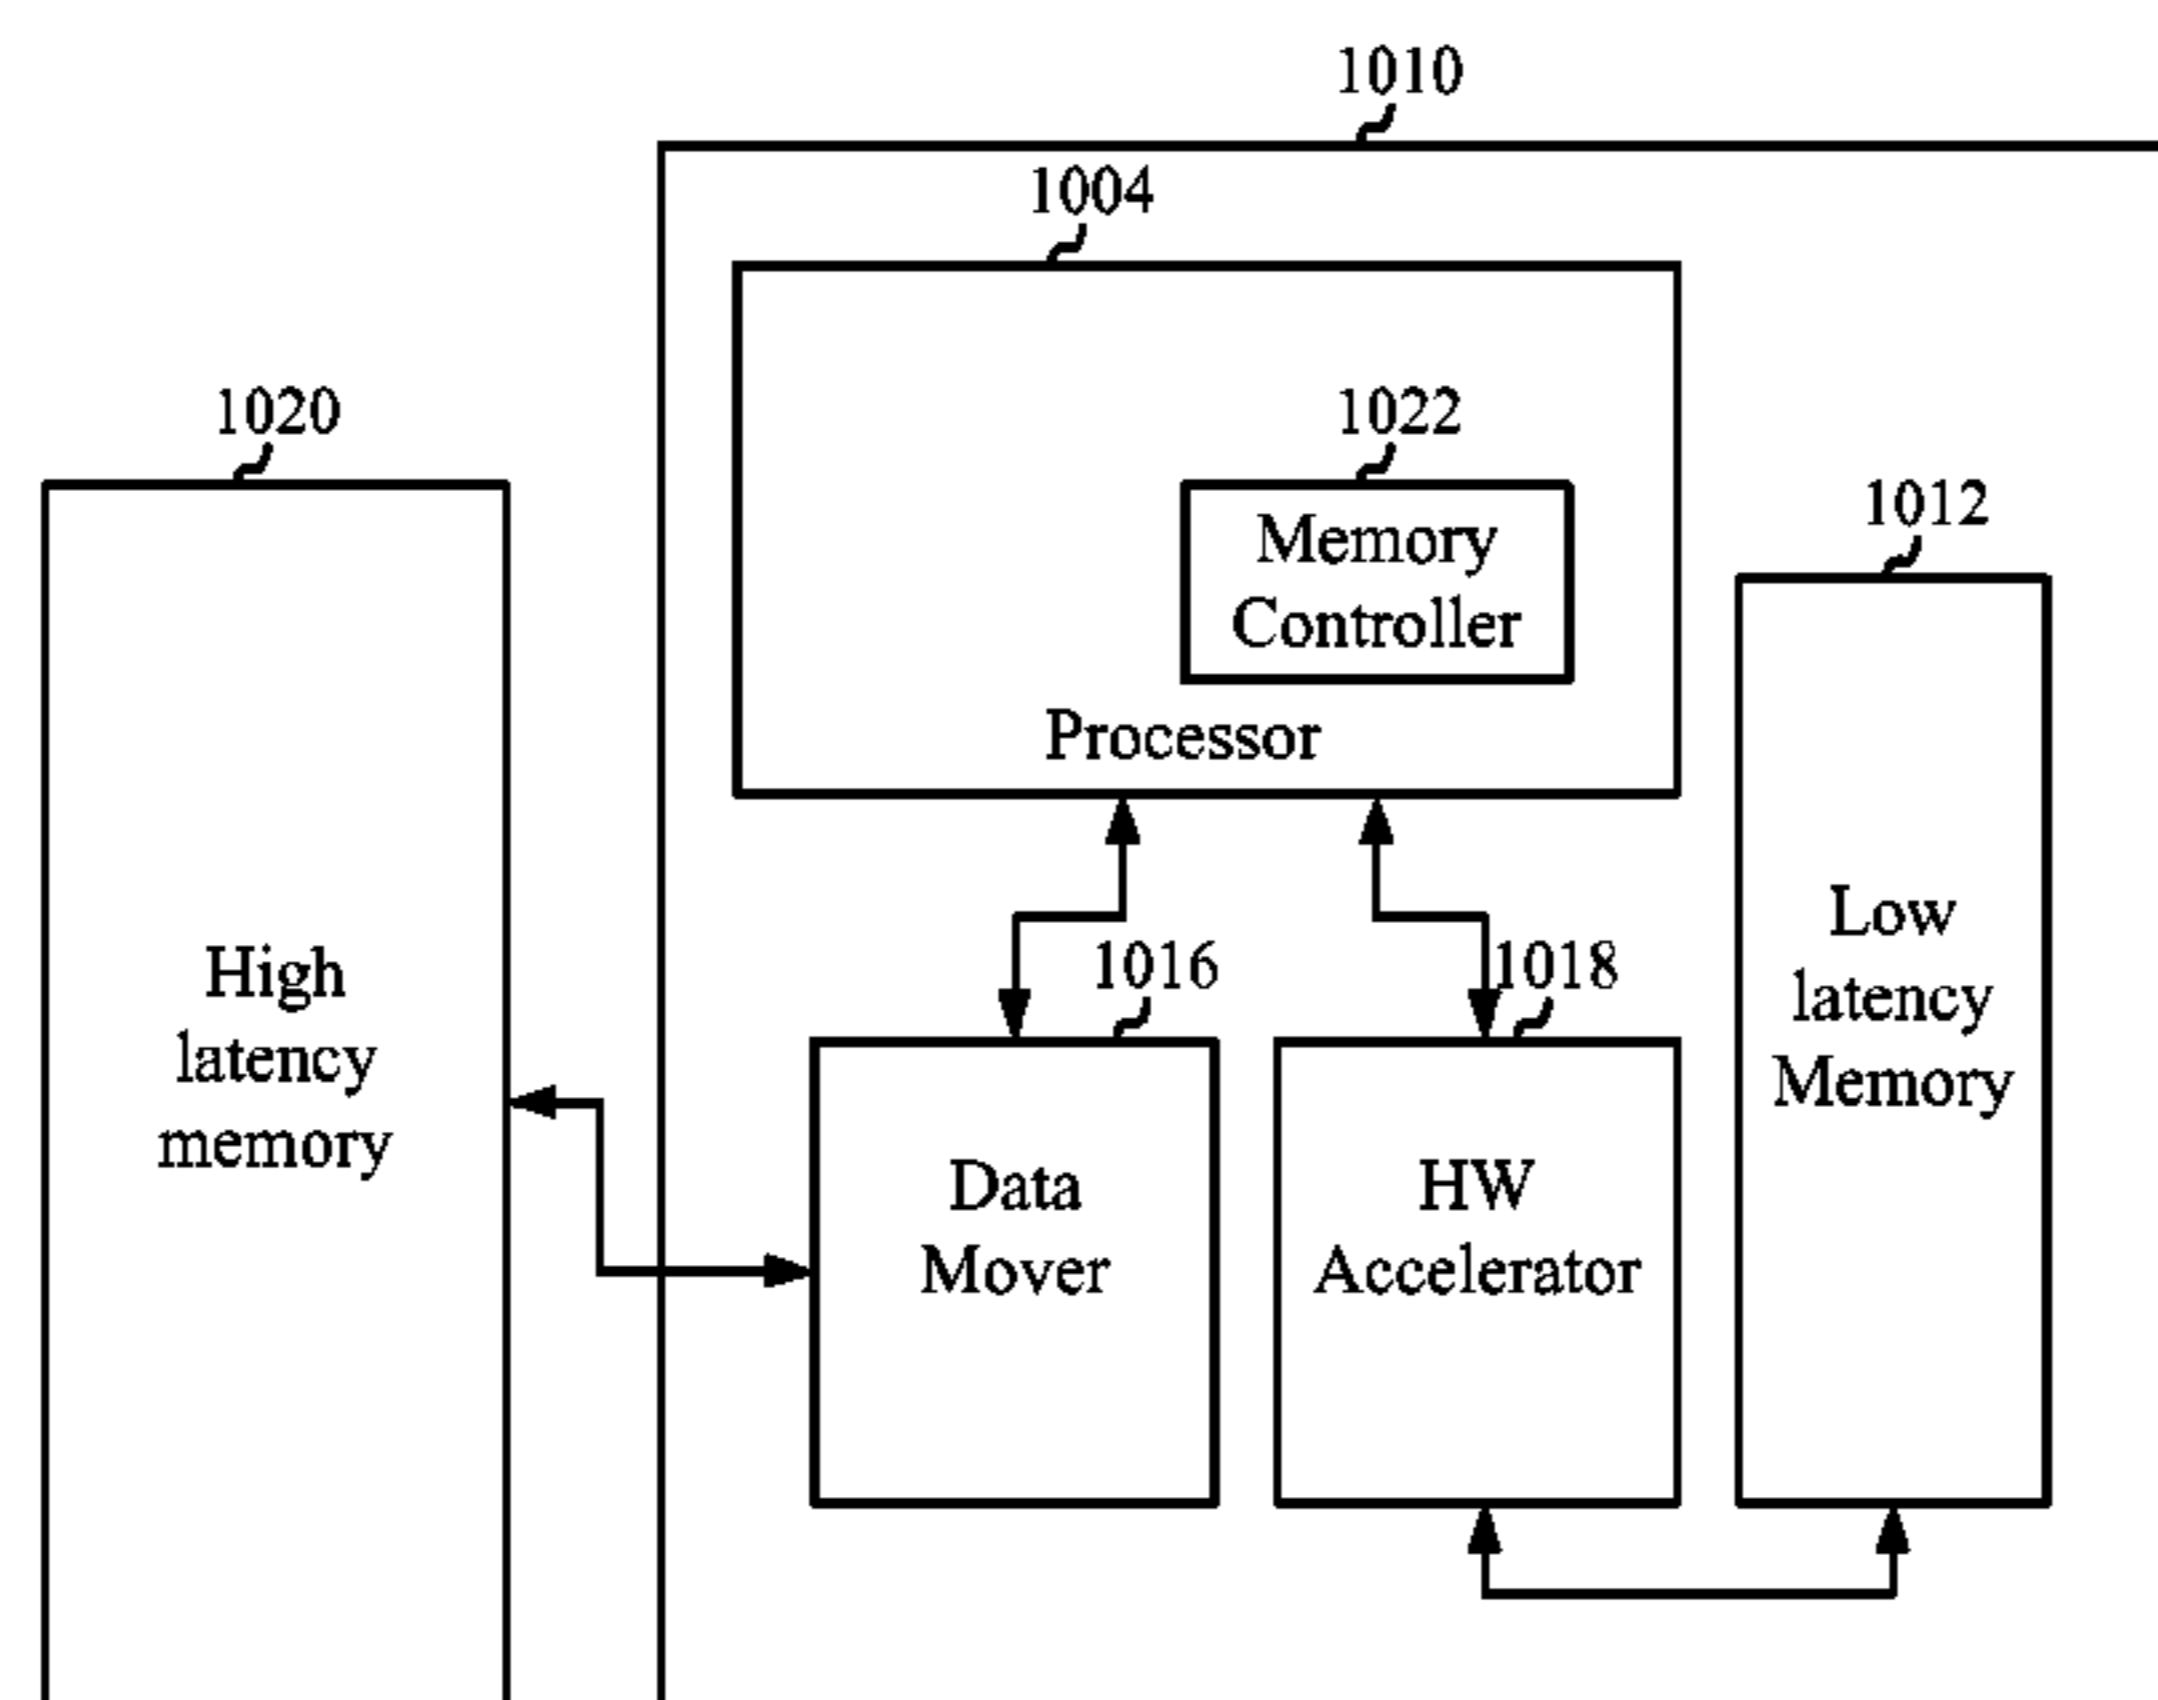 1010
1004
1020
1022
1012
Memory
Controller
Processor
1016
1018
High
latency
memory
Low
latency
Memory
Data
Mover
HW
Accelerator